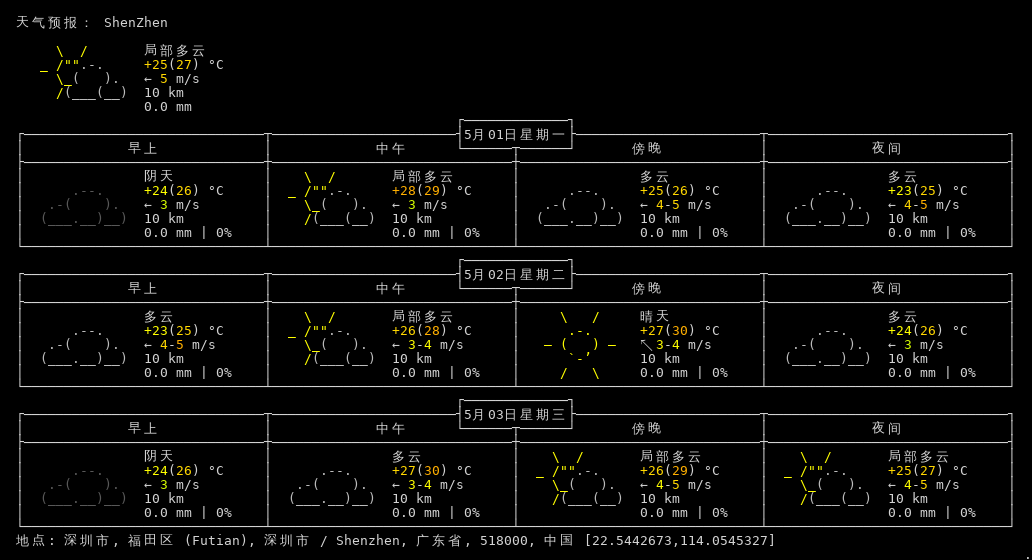 天气预报： ShenZhen
局部多云
+25(27) °C
← 5 m/s
10 km
0.0 mm
5月01日星期一
早上 中午 傍晚 夜间
阴天 局部多云 多云 多云
+24(26) °C +28(29) °C +25(26) °C +23(25) °C
← 3 m/s ← 3 m/s ← 4-5 m/s ← 4-5 m/s
10 km 10 km 10 km 10 km
0.0 mm | 0% 0.0 mm | 0% 0.0 mm | 0% 0.0 mm | 0%
5月02日星期二
早上 中午 傍晚 夜间
多云 局部多云 晴天 多云
+23(25) °C +26(28) °C +27(30) °C +24(26) °C
← 4-5 m/s ← 3-4 m/s ↖ 3-4 m/s ← 3 m/s
10 km 10 km 10 km 10 km
0.0 mm | 0% 0.0 mm | 0% 0.0 mm | 0% 0.0 mm | 0%
5月03日星期三
早上 中午 傍晚 夜间
阴天 多云 局部多云 局部多云
+24(26) °C +27(30) °C +26(29) °C +25(27) °C
← 3 m/s ← 3-4 m/s ← 4-5 m/s ← 4-5 m/s
10 km 10 km 10 km 10 km
0.0 mm | 0% 0.0 mm | 0% 0.0 mm | 0% 0.0 mm | 0%
地点: 深圳市, 福田区 (Futian), 深圳市 / Shenzhen, 广东省, 518000, 中国 [22.5442673,114.0545327]